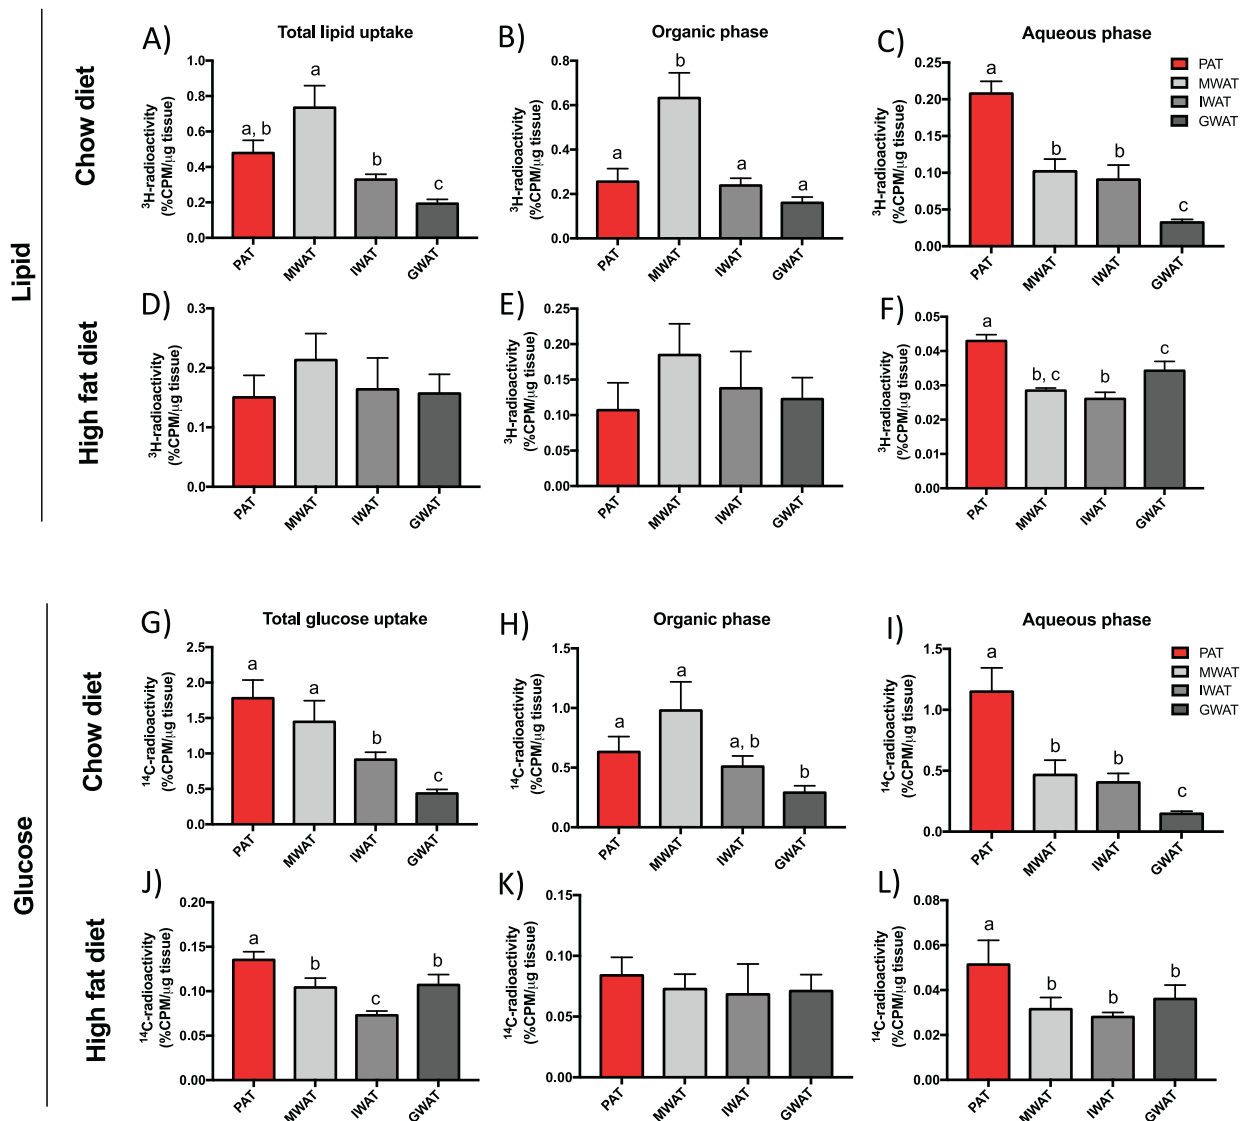 Lipid
Chow diet
A)
Total lipid uptake
³H-radioactivity
(%CPM/µg tissue)
1.0
0.8
0.6
0.4
0.2
0.0
a, b
a
b
c
PAT
MWAT
IWAT
GWAT
B)
Organic phase
³H-radioactivity
(%CPM/µg tissue)
0.8
0.6
0.4
0.2
0.0
a
b
a
a
PAT
MWAT
IWAT
GWAT
C)
Aqueous phase
³H-radioactivity
(%CPM/µg tissue)
0.25
0.20
0.15
0.10
0.05
0.00
a
b
b
c
PAT
MWAT
IWAT
GWAT
PAT
MWAT
IWAT
GWAT
High fat diet
D)
³H-radioactivity
(%CPM/µg tissue)
0.3
0.2
0.1
0.0
PAT
MWAT
IWAT
GWAT
E)
³H-radioactivity
(%CPM/µg tissue)
0.25
0.20
0.15
0.10
0.05
0.00
PAT
MWAT
IWAT
GWAT
F)
³H-radioactivity
(%CPM/µg tissue)
0.05
0.04
0.03
0.02
0.01
0.00
a
b, c
b
c
PAT
MWAT
IWAT
GWAT
Glucose
Chow diet
G)
Total glucose uptake
¹⁴C-radioactivity
(%CPM/µg tissue)
2.5
2.0
1.5
1.0
0.5
0.0
a
a
b
c
PAT
MWAT
IWAT
GWAT
H)
Organic phase
¹⁴C-radioactivity
(%CPM/µg tissue)
1.5
1.0
0.5
0.0
a
a
a, b
b
PAT
MWAT
IWAT
GWAT
I)
Aqueous phase
¹⁴C-radioactivity
(%CPM/µg tissue)
1.5
1.0
0.5
0.0
a
b
b
c
PAT
MWAT
IWAT
GWAT
PAT
MWAT
IWAT
GWAT
High fat diet
J)
¹⁴C-radioactivity
(%CPM/µg tissue)
0.20
0.15
0.10
0.05
0.00
a
b
c
b
PAT
MWAT
IWAT
GWAT
K)
¹⁴C-radioactivity
(%CPM/µg tissue)
0.15
0.10
0.05
0.00
PAT
MWAT
IWAT
GWAT
L)
¹⁴C-radioactivity
(%CPM/µg tissue)
0.08
0.06
0.04
0.02
0.00
a
b
b
b
PAT
MWAT
IWAT
GWAT